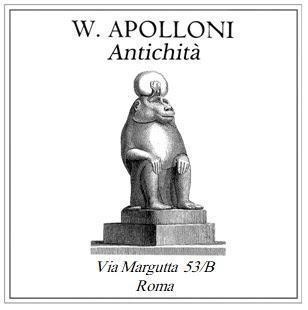 W. APOLLONI
Antichità
Via Margutta 53/B
Roma